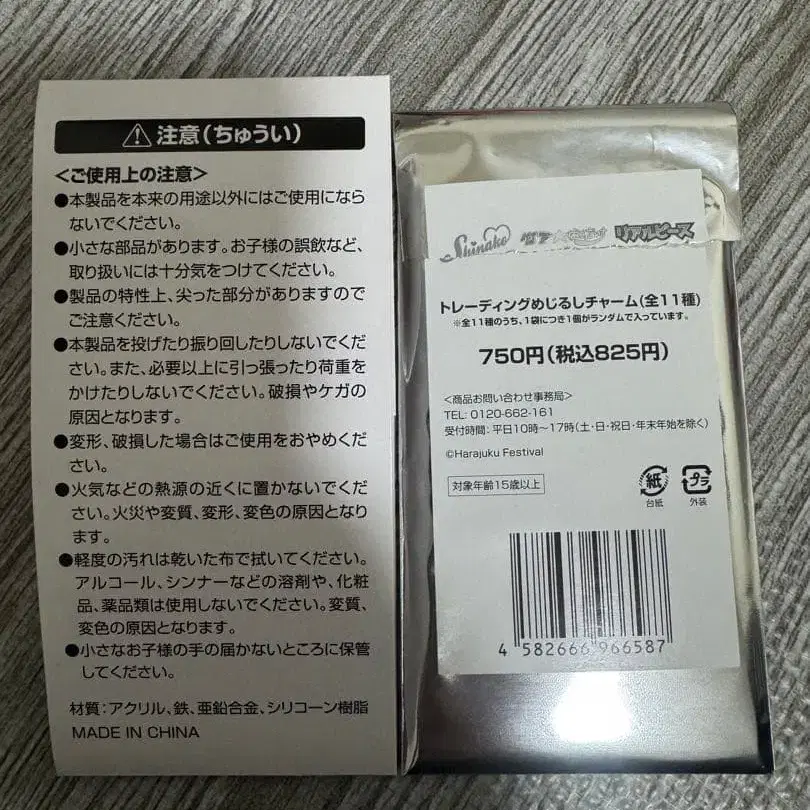 注意(ちゅうい)
<ご使用上の注意>
●本製品を本来の用途以外にはご使用になら
ないでください。
●小さな部品があります。お子様の誤飲など、
取り扱いには十分気をつけてください。
●製品の特性上、尖った部分がありますので
ご注意ください。
●本製品を投げたり振り回したりしないでくだ
さい。また、必要以上に引っ張ったり荷重を
かけたりしないでください。破損やケガの
原因となります。
●変形、破損した場合はご使用をおやめくだ
さい。
●火気などの熱源の近くに置かないでくだ
さい。火災や変質、変形、変色の原因となり
ます。
●軽度の汚れは乾いた布で拭いてください。
アルコール、シンナーなどの溶剤や、化粧
品、薬品類は使用しないでください。変質、
変色の原因となります。
●小さなお子様の手の届かないところに保管
してください。
材質:アクリル、鉄、亜鉛合金、シリコーン樹脂
MADE IN CHINA
Shinako
リアルピース
トレーディングめじるしチャーム(全11種)
※全11種のうち、1袋につき1個がランダムで入っています。
750円(税込825円)
<商品お問い合わせ事務局>
TEL: 0120-662-161
受付時間:平日10時〜17時(土・日・祝日・年末年始を除く)
©Harajuku Festival
対象年齢15歳以上
紙
台紙
プラ
外装
4 582666 966587